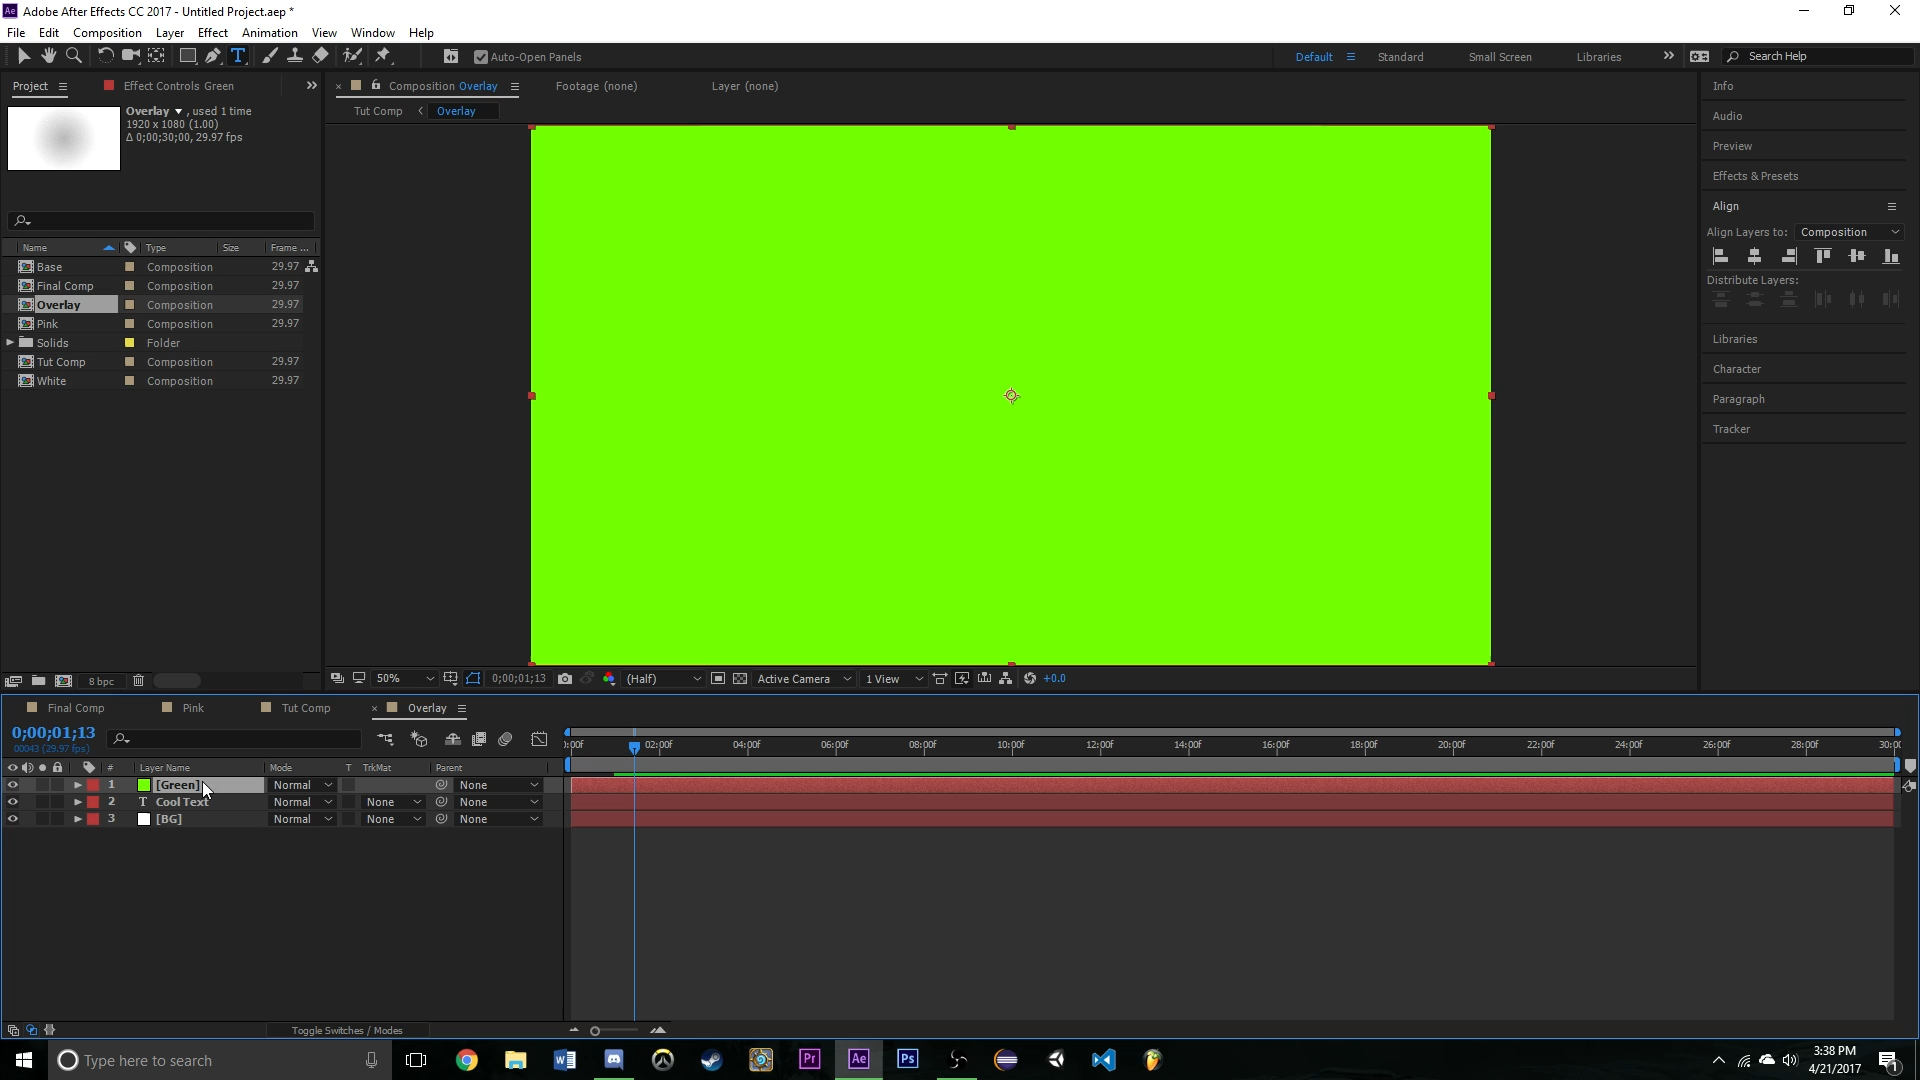 Ae Adobe After Effects CC 2017 - Untitled Project.aep *
File Edit Composition Layer Effect Animation View Window Help
T Auto-Open Panels Default Standard Small Screen Libraries Search Help
Project Effect Controls Green Composition Overlay Footage (none) Layer (none)
Tut Comp Overlay
Overlay , used 1 time
1920 x 1080 (1.00)
Δ 0;00;30;00, 29.97 fps
Name Type Size Frame ...
Base Composition 29.97
Final Comp Composition 29.97
Overlay Composition 29.97
Pink Composition 29.97
Solids Folder
Tut Comp Composition 29.97
White Composition 29.97
8 bpc
50% 0;00;01;13 (Half) Active Camera 1 View +0.0
Info
Audio
Preview
Effects & Presets
Align
Align Layers to: Composition
Distribute Layers:
Libraries
Character
Paragraph
Tracker
Final Comp Pink Tut Comp × Overlay
0;00;01;13
00043 (29.97 fps)
):00f 02:00f 04:00f 06:00f 08:00f 10:00f 12:00f 14:00f 16:00f 18:00f 20:00f 22:00f 24:00f 26:00f 28:00f 30:0(
# Layer Name Mode T TrkMat Parent
1 [Green] Normal None
2 T Cool Text Normal None None
3 [BG] Normal None None
Toggle Switches / Modes
Type here to search
Pr Ae Ps
3:38 PM
4/21/2017
1